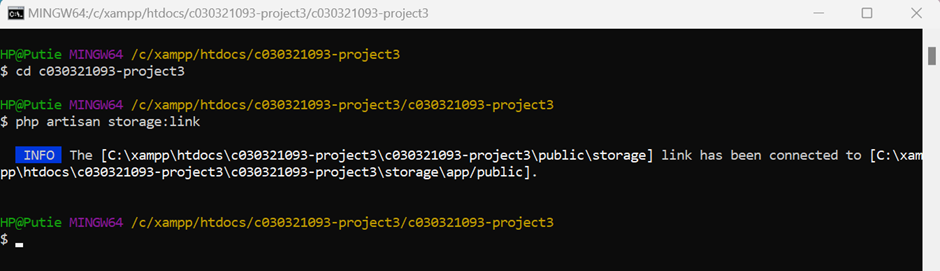 MINGW64:/c/xampp/htdocs/c030321093-project3/c030321093-project3
HP@Putie MINGW64 /c/xampp/htdocs/c030321093-project3
$ cd c030321093-project3
HP@Putie MINGW64 /c/xampp/htdocs/c030321093-project3/c030321093-project3
$ php artisan storage:link
INFO The [C:\xampp\htdocs\c030321093-project3\c030321093-project3\public\storage] link has been connected to [C:\xam
pp\htdocs\c030321093-project3\c030321093-project3\storage\app/public].
HP@Putie MINGW64 /c/xampp/htdocs/c030321093-project3/c030321093-project3
$